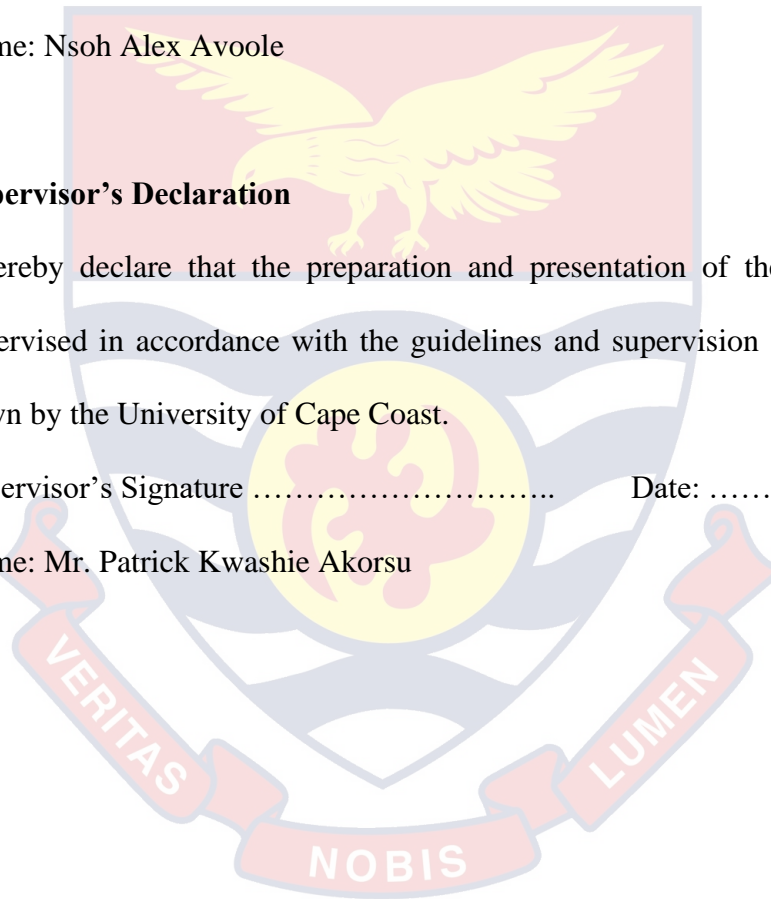 me: Nsoh Alex Avoole
pervisor’s Declaration
ereby declare that the preparation and presentation of the
ervised in accordance with the guidelines and supervision
wn by the University of Cape Coast.
ervisor’s Signature ……………………….. Date: ……
me: Mr. Patrick Kwashie Akorsu
VERITAS
NOBIS
LUMEN